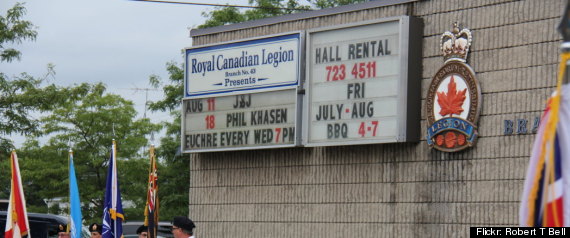 Royal Canadian Legion
Branch No. 43
Presents
AUG 11 J&J
18 PHIL KHASEN
EUCHRE EVERY WED 7PM
HALL RENTAL
723 4511
FRI
JULY-AUG
BBQ 4-7
LEGION
BRA
Flickr: Robert T Bell